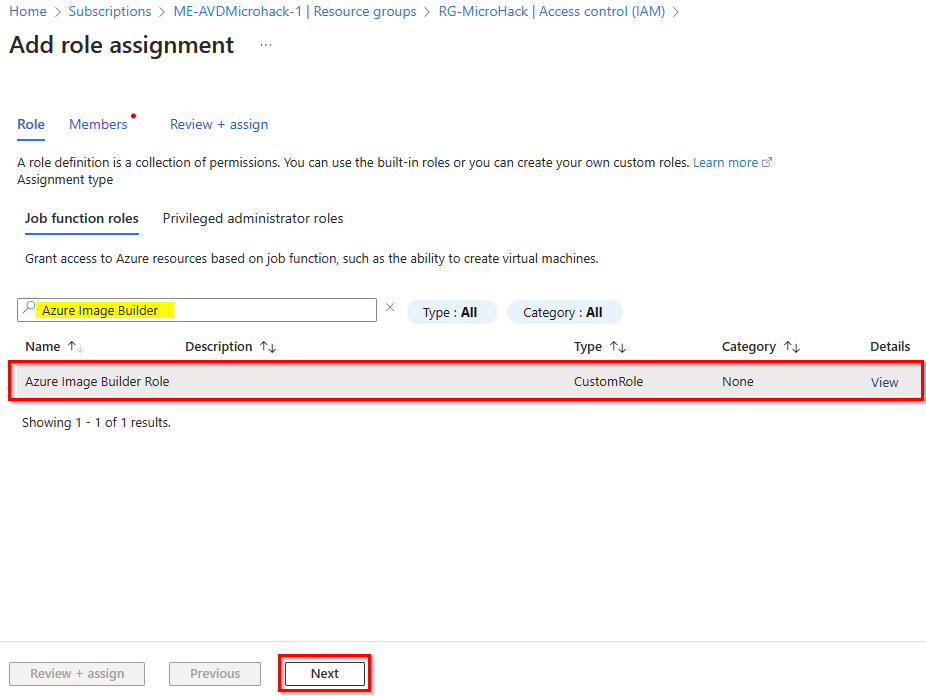 Home > Subscriptions > ME-AVDMicrohack-1 | Resource groups > RG-MicroHack | Access control (IAM) >
Add role assignment ...
Role Members Review + assign
A role definition is a collection of permissions. You can use the built-in roles or you can create your own custom roles. Learn more
Assignment type
Job function roles Privileged administrator roles
Grant access to Azure resources based on job function, such as the ability to create virtual machines.
Azure Image Builder × Type : All Category : All
Name ↑↓ Description ↑↓ Type ↑↓ Category ↑↓ Details
Azure Image Builder Role CustomRole None View
Showing 1 - 1 of 1 results.
Review + assign Previous Next